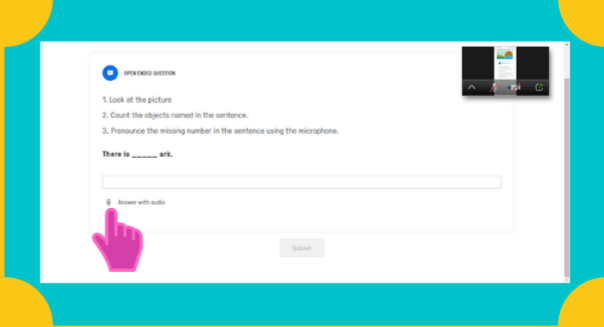 OPEN ENDED QUESTION
1. Look at the picture
2. Count the objects named in the sentence.
3. Pronounce the missing number in the sentence using the microphone.
There is _____ ark.
Answer with audio
Submit